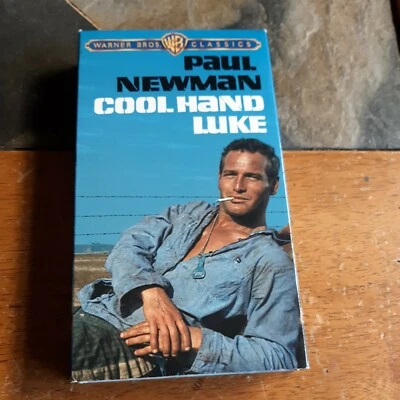 WARNER BROS. WB CLASSICS
PAUL
NEWMAN
COOL HAND
LUKE